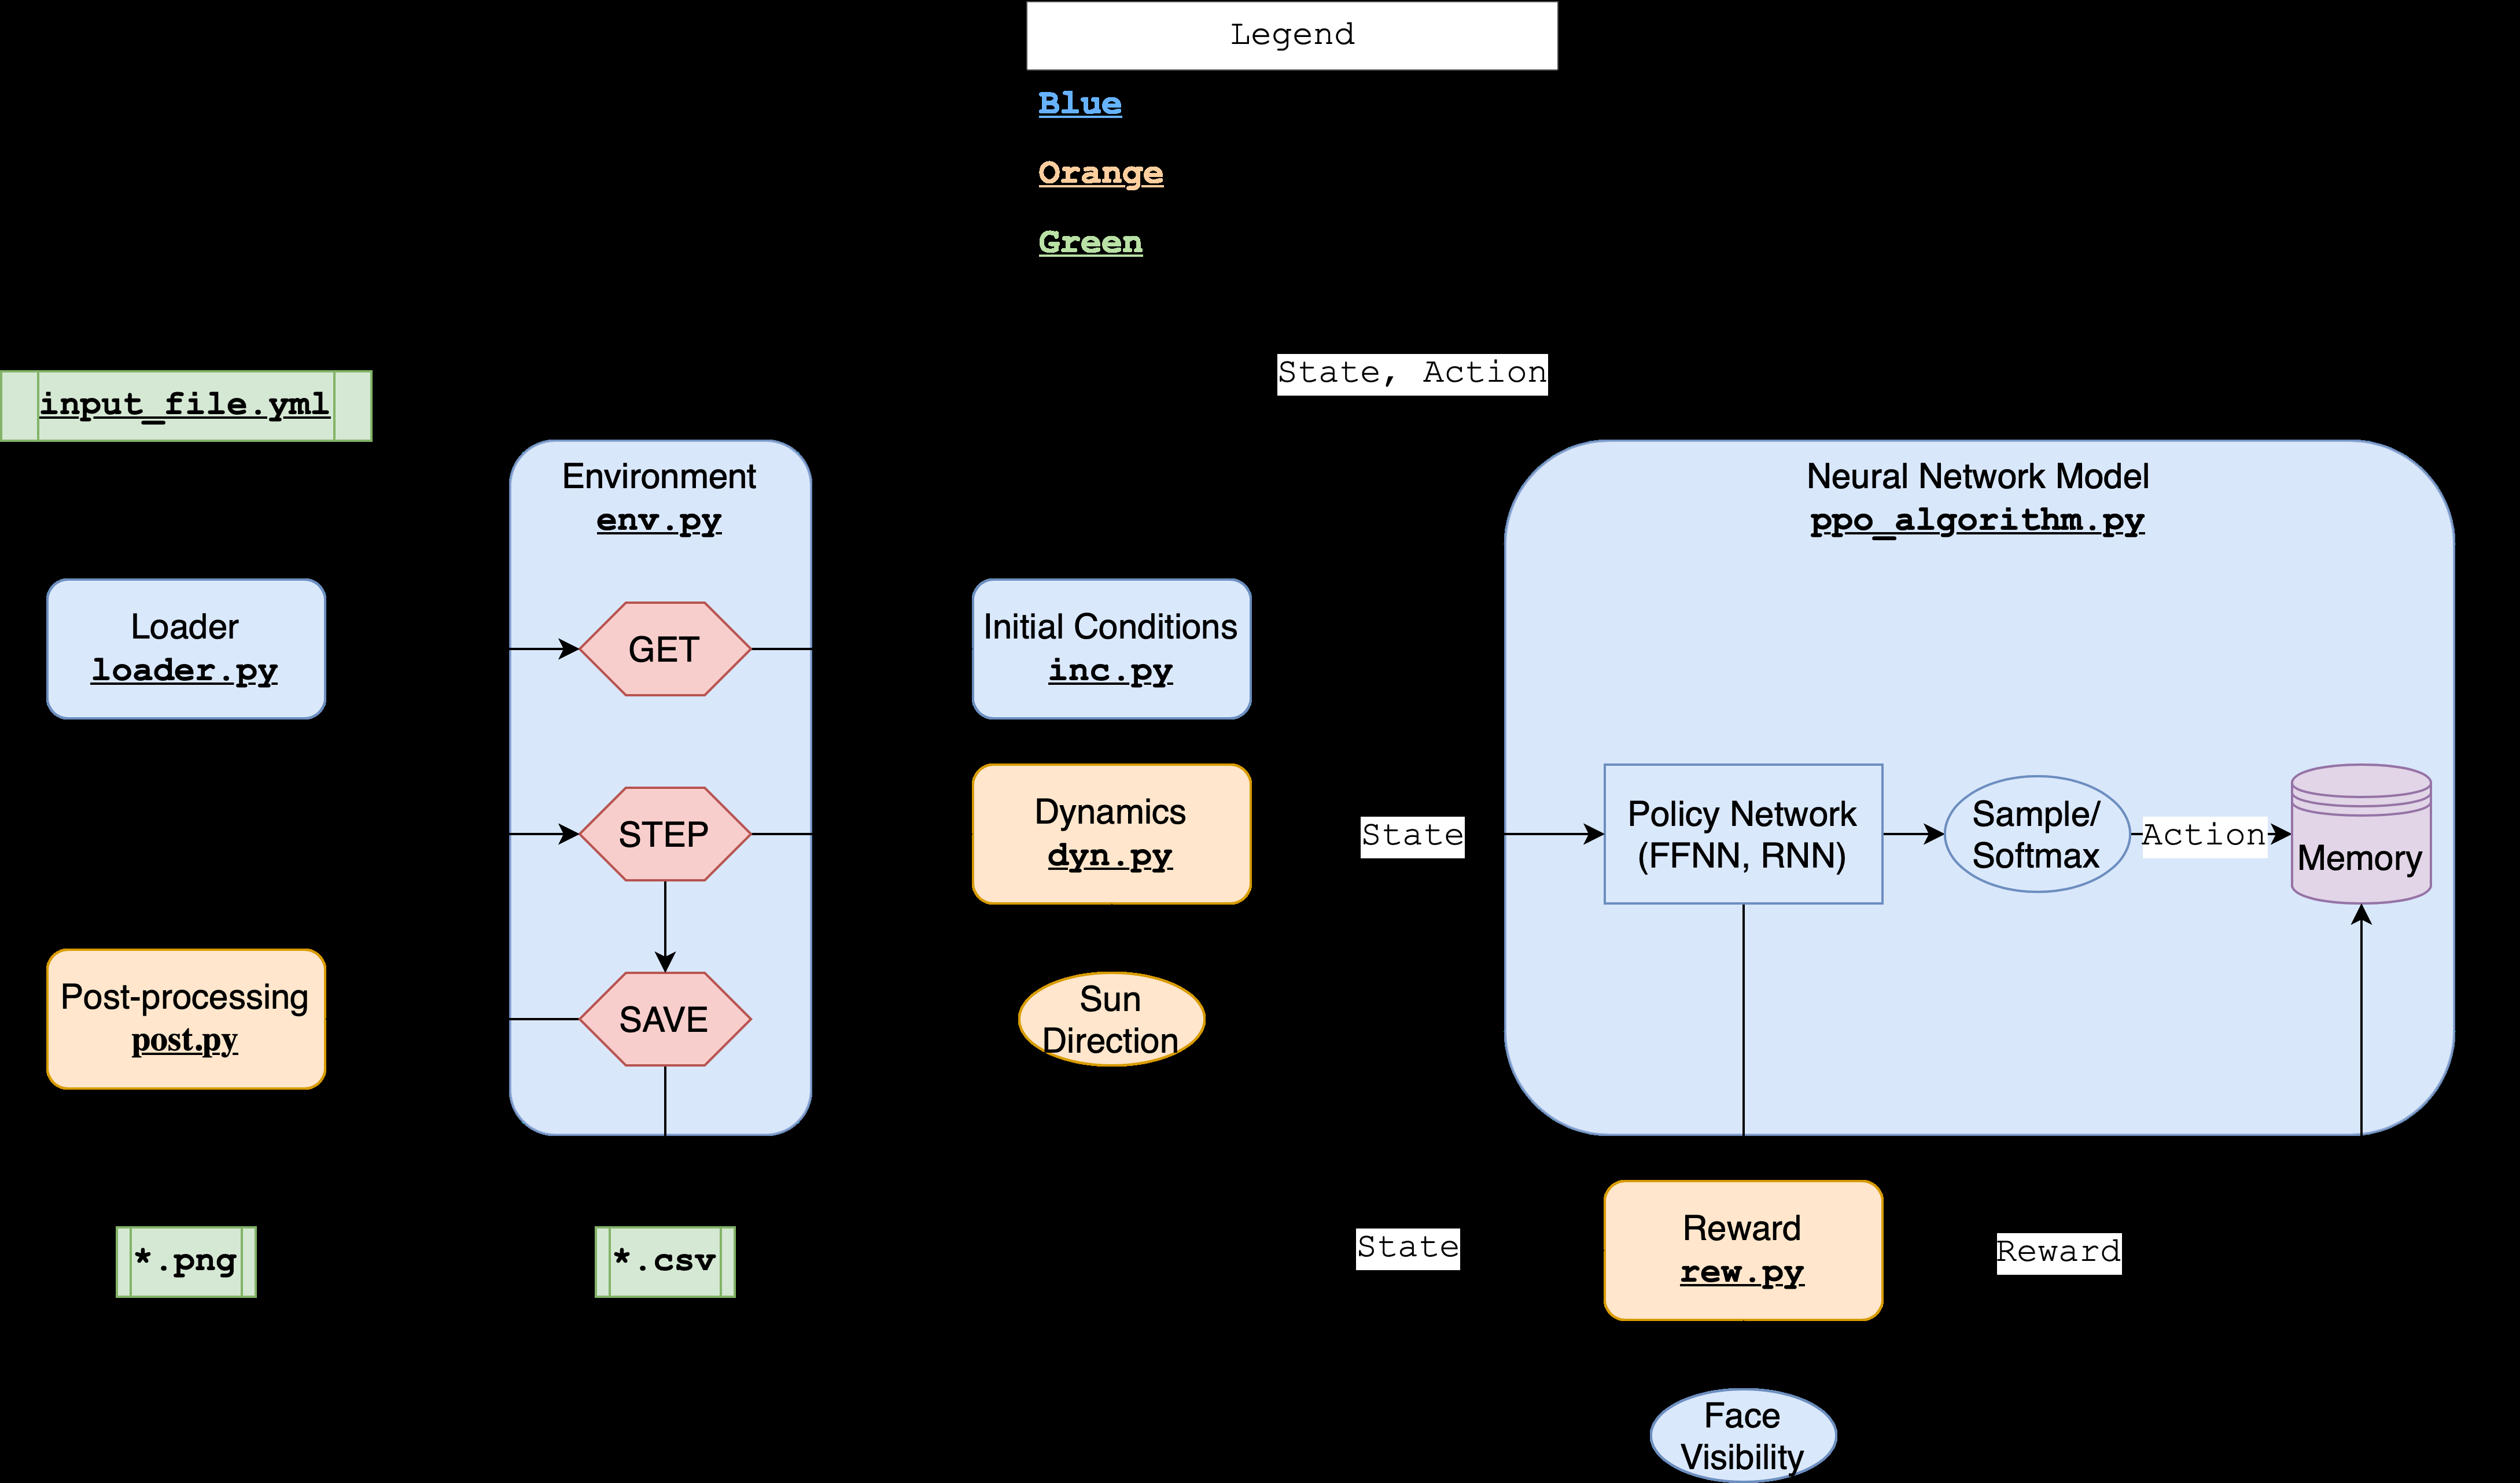 Legend
Blue
Orange
Green
State, Action
input_file.yml
Environment
env.py
Neural Network Model
ppo_algorithm.py
Loader
loader.py
GET
Initial Conditions
inc.py
STEP
Dynamics
dyn.py
State
Policy Network
(FFNN, RNN)
Sample/
Softmax
Action
Memory
Post-processing
post.py
SAVE
Sun
Direction
*.png
*.csv
State
Reward
rew.py
Reward
Face
Visibility